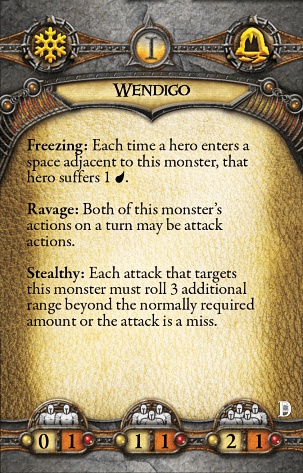 I
WENDIGO
Freezing: Each time a hero enters a
space adjacent to this monster, that
hero suffers 1 .
Ravage: Both of this monster's
actions on a turn may be attack
actions.
Stealthy: Each attack that targets
this monster must roll 3 additional
range beyond the normally required
amount or the attack is a miss.
D
0 1 1 1 2 1